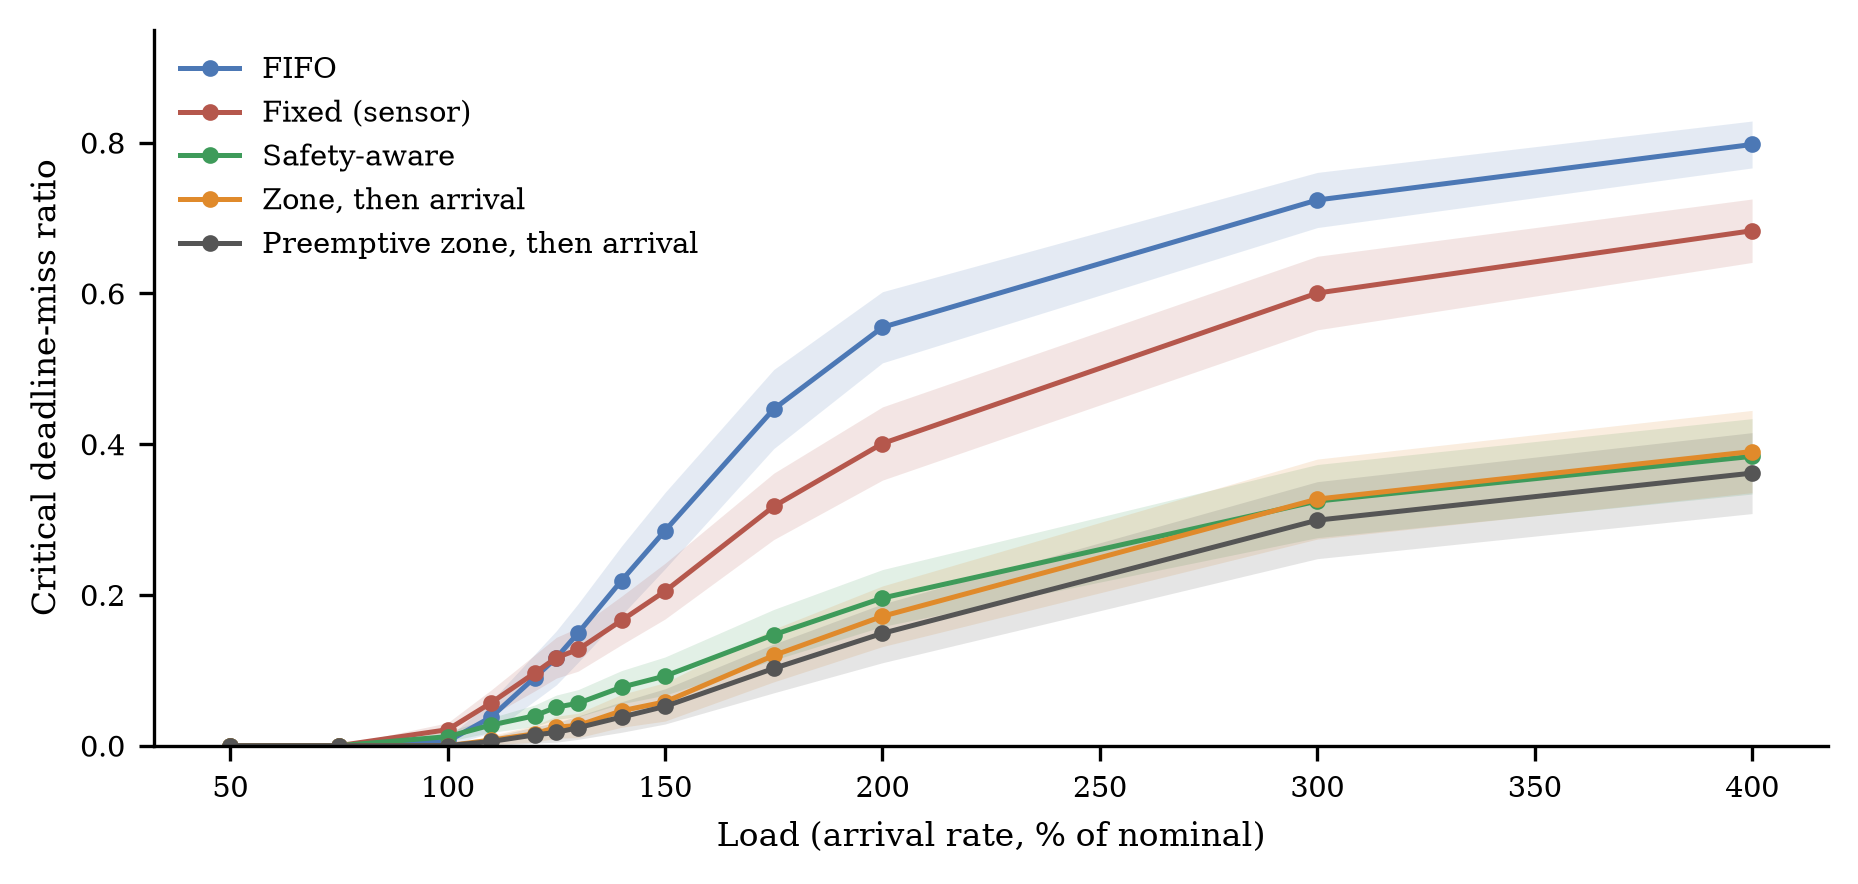 FIFO
Fixed (sensor)
Safety-aware
Zone, then arrival
Preemptive zone, then arrival
Critical deadline-miss ratio
0.8
0.6
0.4
0.2
0.0
50 100 150 200 250 300 350 400
Load (arrival rate, % of nominal)